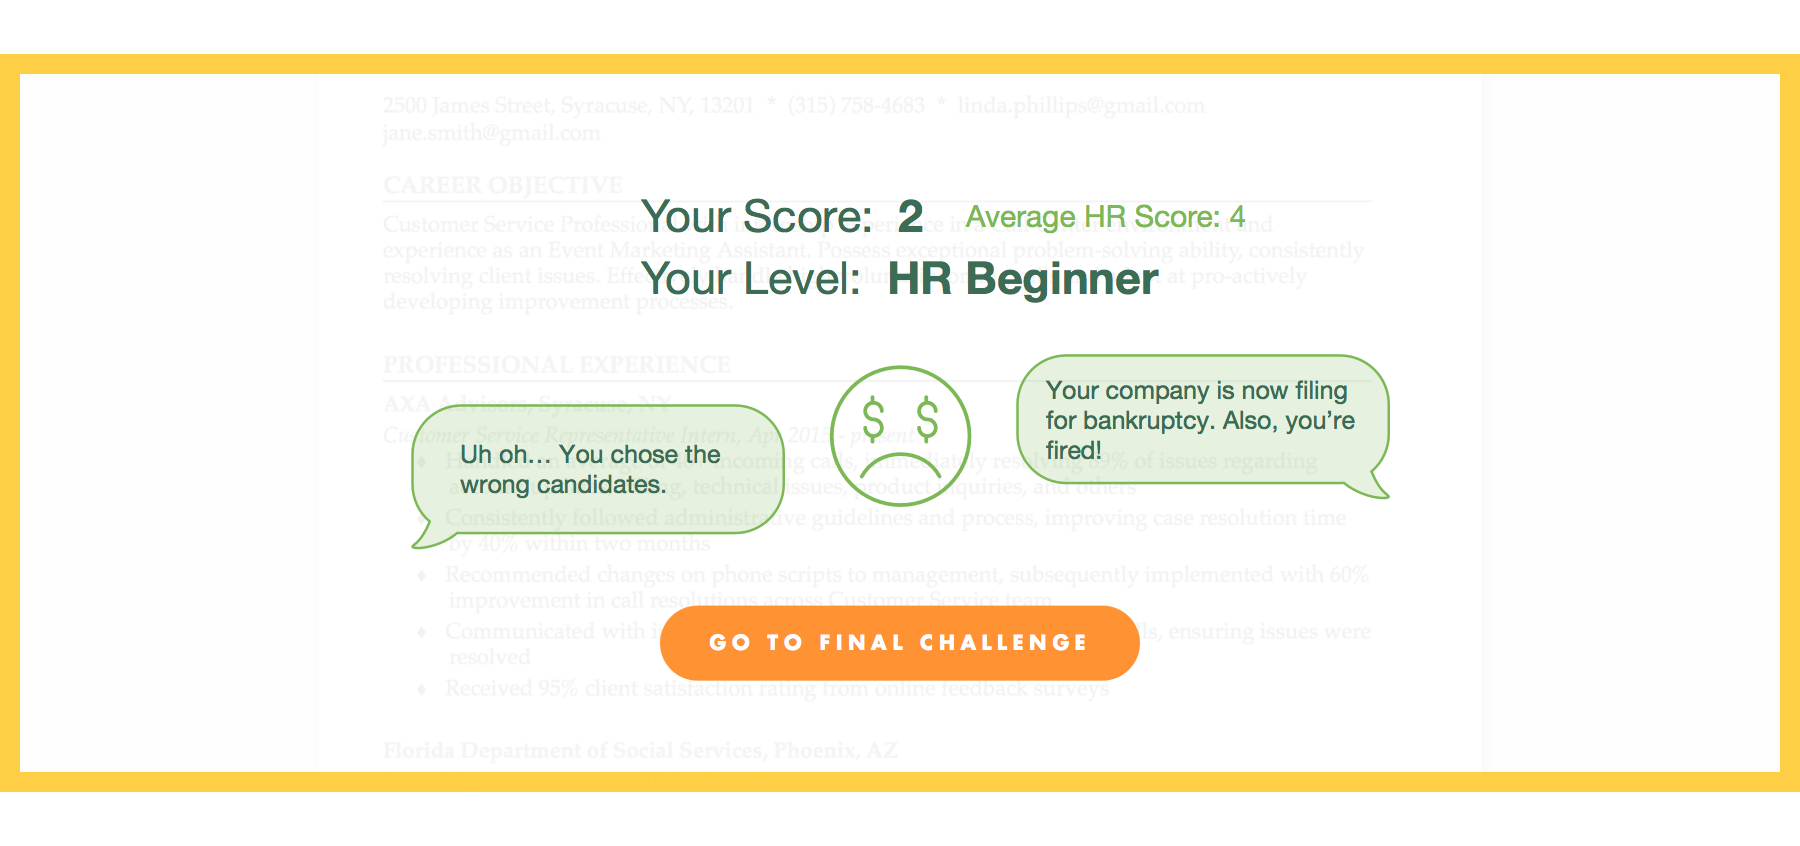 2500 James Street, Syracuse, NY, 13201 * (315) 758-4683 * linda.phillips@gmail.com
jane.smith@gmail.com
CAREER OBJECTIVE
Your Score: 2 Average HR Score: 4
Customer Service and
experience as an Event Marketing Assistant. Possess exceptional problem-solving ability, consistently
Your Level: HR Beginner
resolving client issues. at pro-actively
developing improvement processes.
PROFESSIONAL EXPERIENCE
AXA Advisors, Syracuse, NY
Customer Service Representative Intern, Apr 2015 - present
Uh oh... You chose the
wrong candidates.
Your company is now filing
for bankruptcy. Also, you're
fired!
♦ Handled an average of incoming calls, immediately resolving of issues regarding
technical issues, product inquiries, and others
♦ Consistently followed administrative guidelines and process, improving case resolution time
by 40% within two months
♦ Recommended changes on phone scripts to management, subsequently implemented with 60%
improvement in call resolutions across Customer Service team
GO TO FINAL CHALLENGE
♦ Communicated with ensuring issues were
resolved
♦ Received 95% client satisfaction rating from online feedback surveys
Florida Department of Social Services, Phoenix, AZ